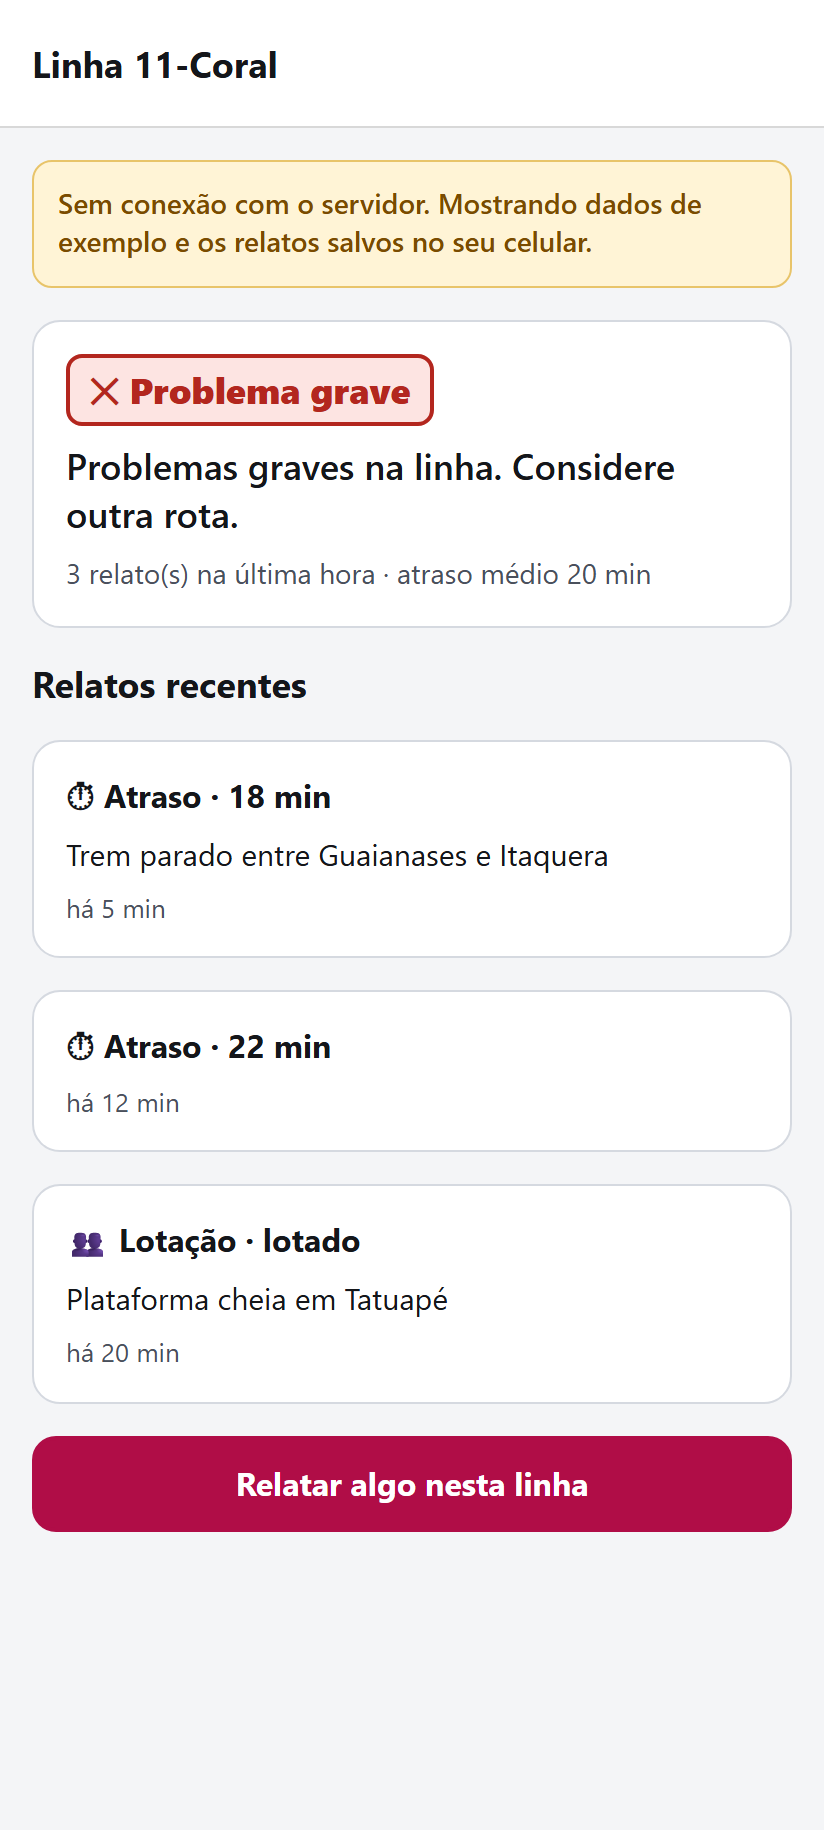 Linha 11-Coral
Sem conexão com o servidor. Mostrando dados de
exemplo e os relatos salvos no seu celular.
Problema grave
Problemas graves na linha. Considere
outra rota.
3 relato(s) na última hora · atraso médio 20 min
Relatos recentes
Atraso · 18 min
Trem parado entre Guaianases e Itaquera
há 5 min
Atraso · 22 min
há 12 min
Lotação · lotado
Plataforma cheia em Tatuapé
há 20 min
Relatar algo nesta linha